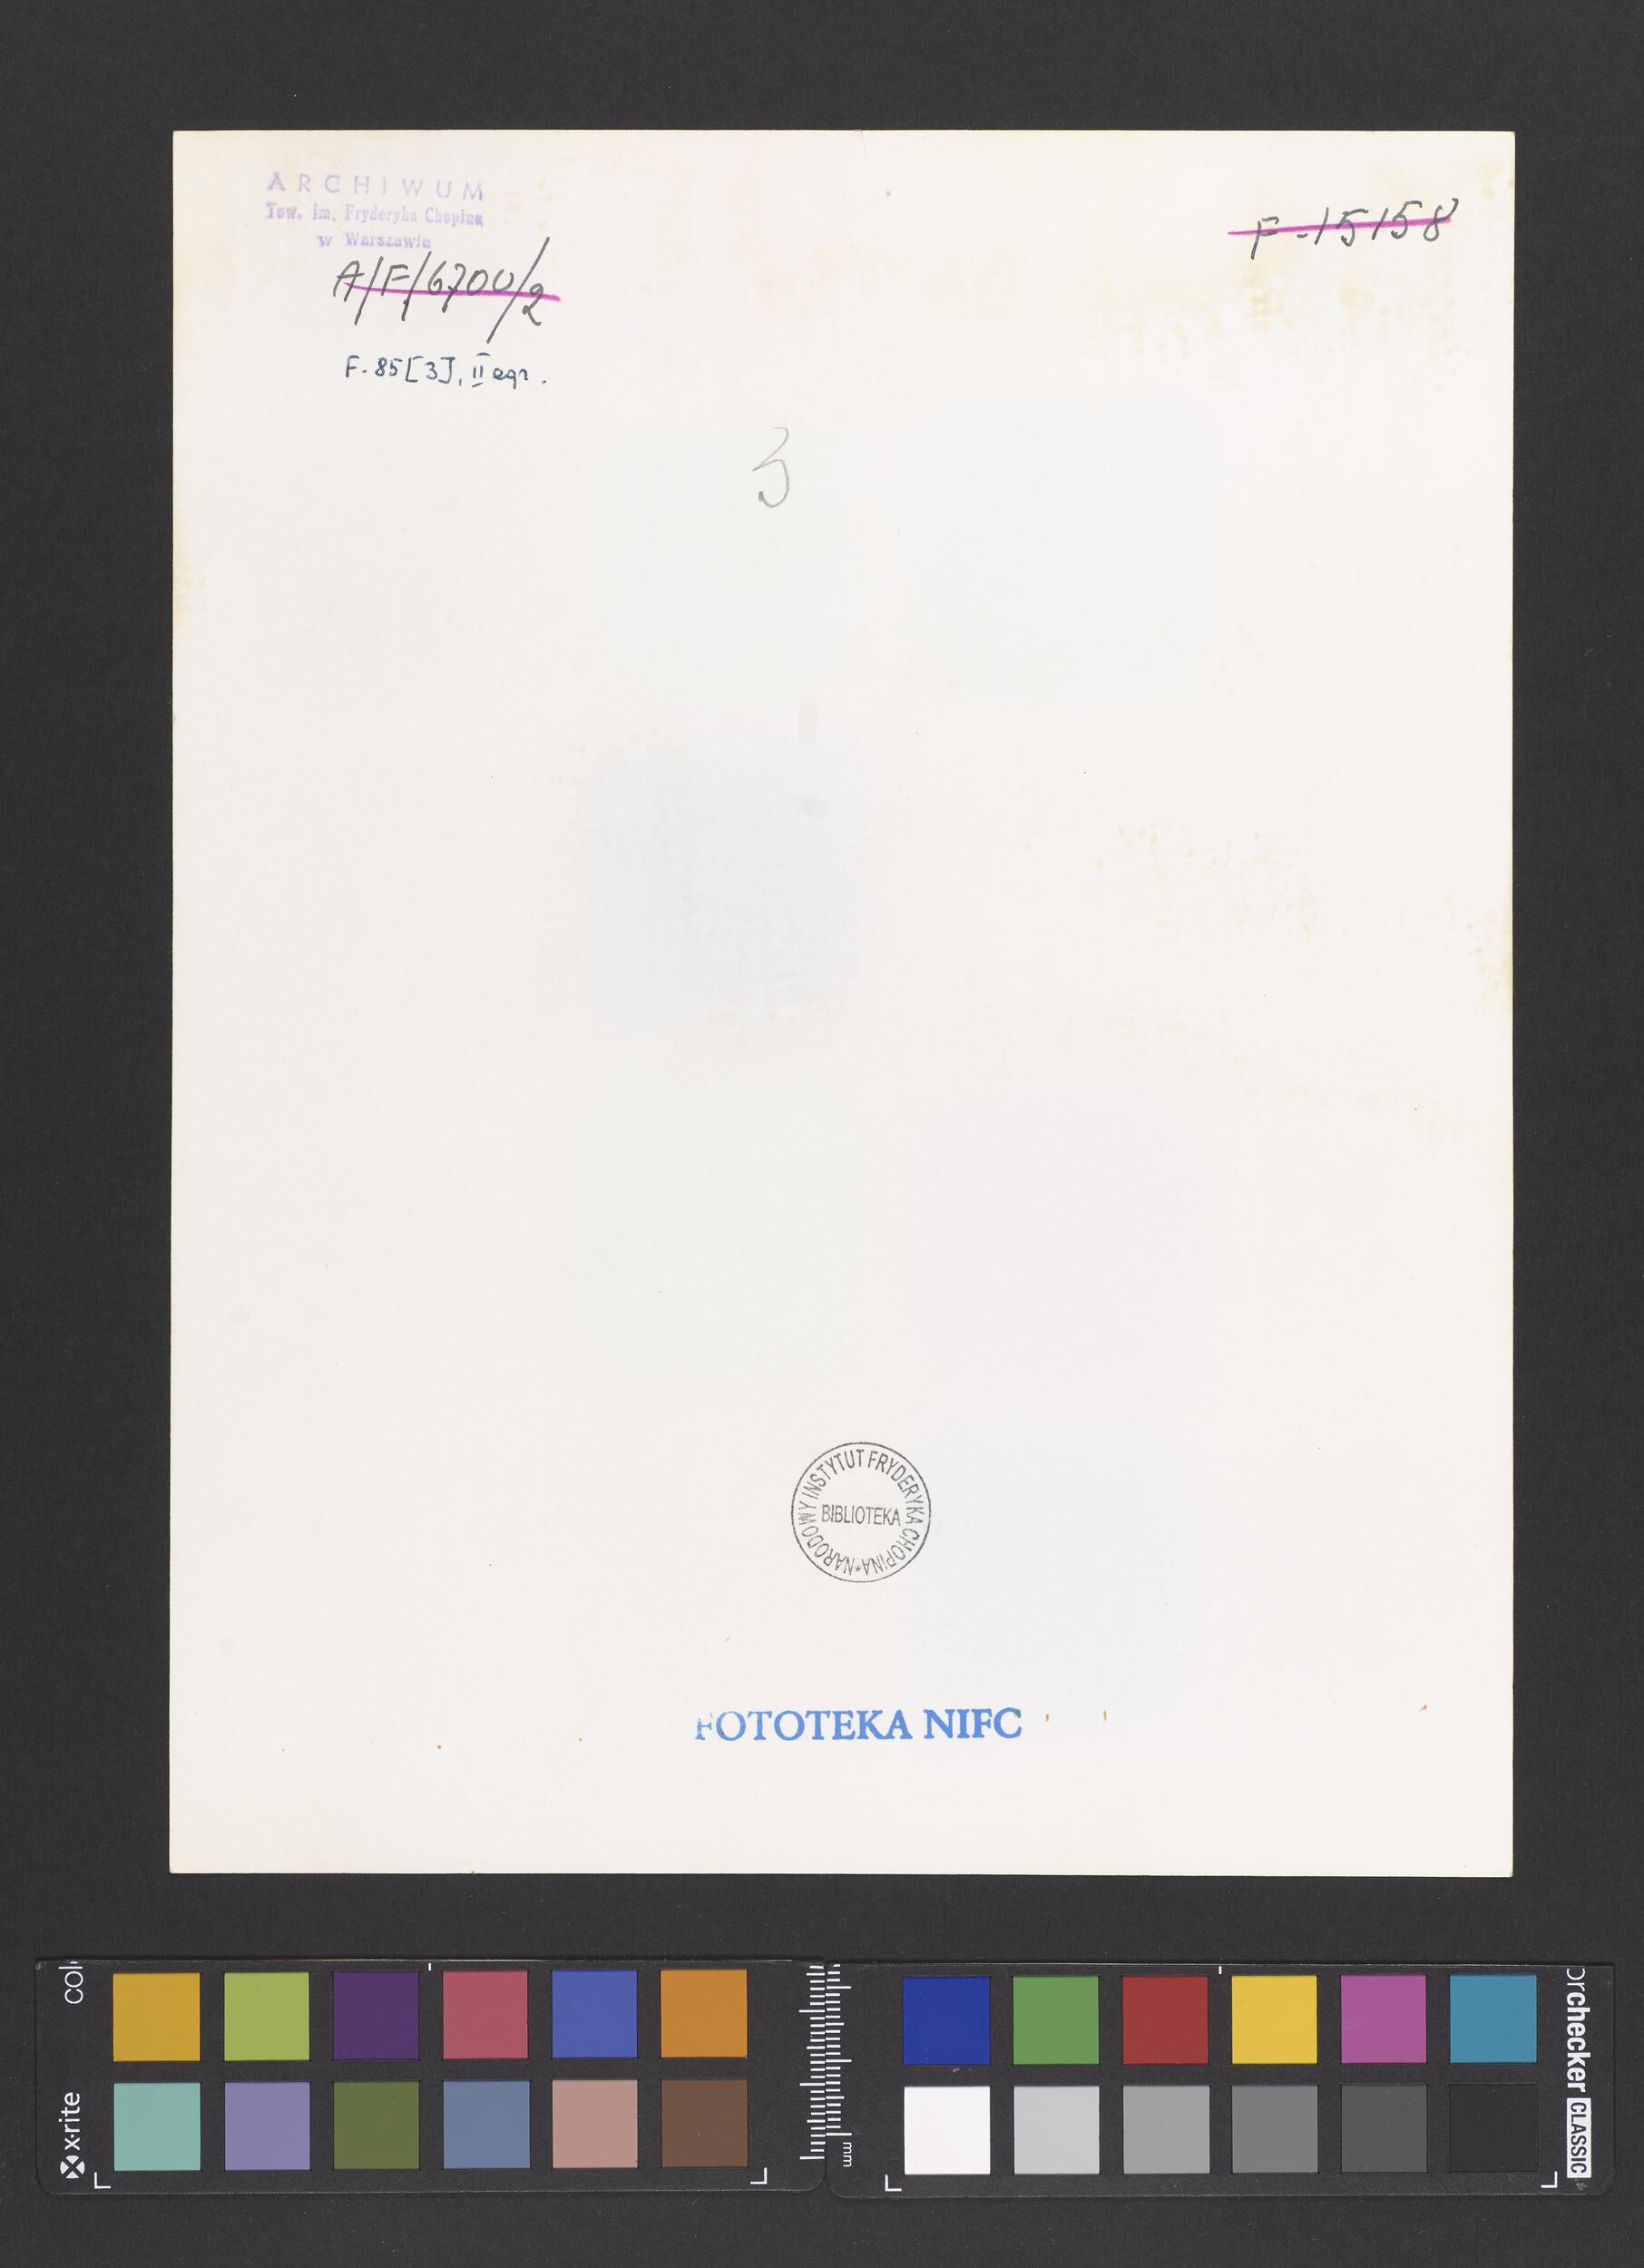 ARCHIWUM
Tow. im. Fryderyka Chopina
w Warszawie
F-15158
A/F/6700/2
F. 85[3], II egz.
3
NARODOWY INSTYTUT FRYDERYKA CHOPINA*
BIBLIOTEKA
FOTOTEKA NIFC
x-rite
mm
checker CLASSIC